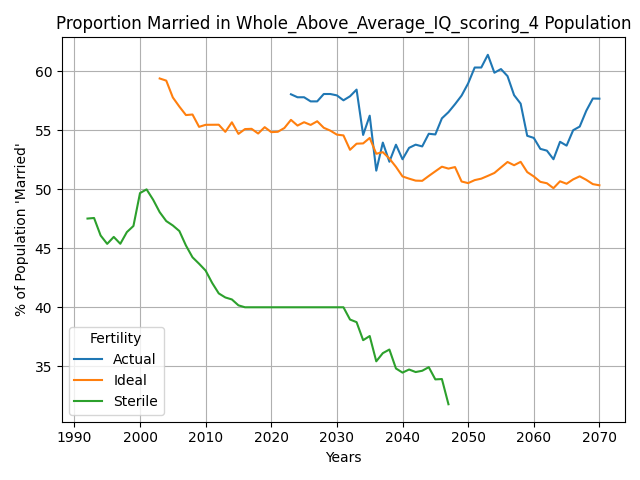 Proportion Married in Whole_Above_Average_IQ_scoring_4 Population
% of Population 'Married'
60
55
50
45
40
35
Fertility
Actual
Ideal
Sterile
1990 2000 2010 2020 2030 2040 2050 2060 2070
Years